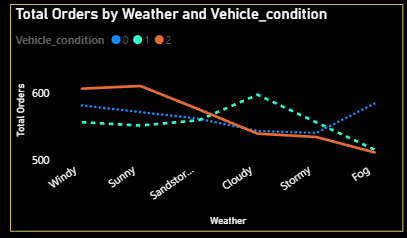 Total Orders by Weather and Vehicle_condition
Vehicle_condition 0 1 2
600
500
Total Orders
Windy
Sunny
Sandstor...
Cloudy
Stormy
Fog
Weather